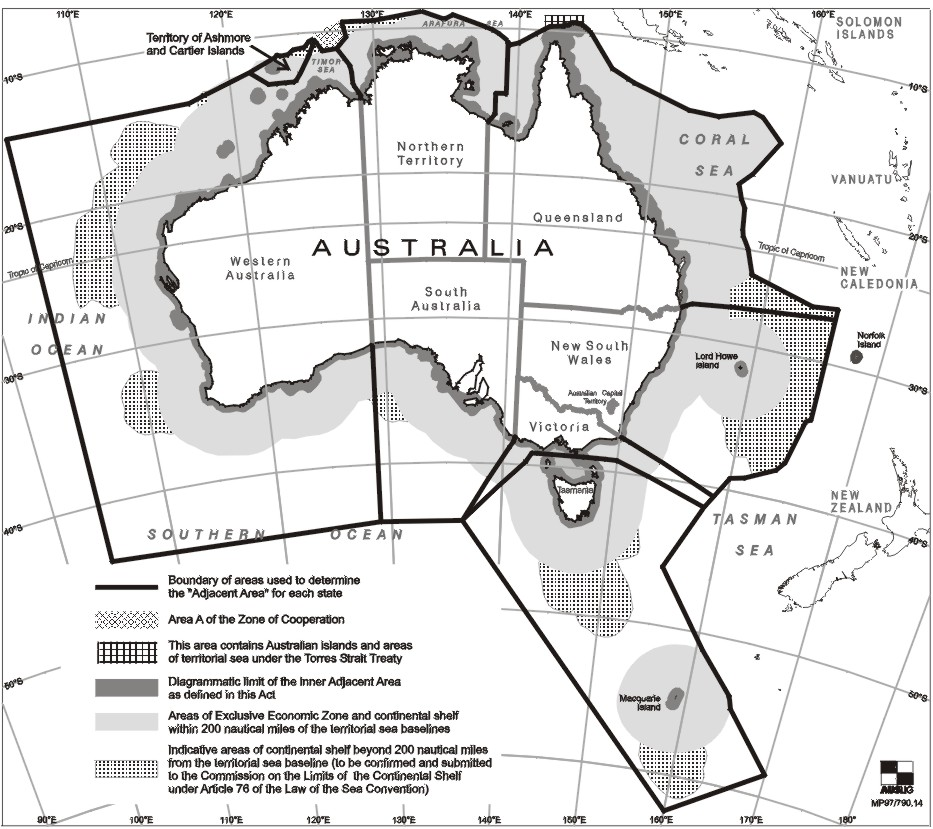 120°E
130°E
140°E
150°E
160°E
ARAFURA SEA
SOLOMON
ISLANDS
Territory of Ashmore
and Cartier Islands
TIMOR
SEA
10°S
10°S
CORAL
SEA
Northern
Territory
VANUATU
Queensland
20°S
20°S
AUSTRALIA
Tropic of Capricorn
Tropic of Capricorn
Western
Australia
NEW
CALEDONIA
South
Australia
INDIAN
OCEAN
New South
Wales
Lord Howe
Island
Norfolk
Island
30°S
30°S
Australian Capital
Territory
Victoria
Tasmania
NEW
ZEALAND
40°S
SOUTHERN OCEAN
TASMAN
SEA
40°S
Boundary of areas used to determine
the "Adjacent Area" for each state
Area A of the Zone of Cooperation
This area contains Australian islands and areas
of territorial sea under the Torres Strait Treaty
Diagrammatic limit of the Inner Adjacent Area
as defined in this Act
50°S
50°S
Macquarie
Island
Areas of Exclusive Economic Zone and continental shelf
within 200 nautical miles of the territorial sea baselines
Indicative areas of continental shelf beyond 200 nautical miles
from the territorial sea baseline (to be confirmed and submitted
to the Commission on the Limits of the Continental Shelf
under Article 76 of the Law of the Sea Convention)
AUSLIG
MP97/790.14
90°E
100°E
110°E
120°E
130°E
140°E
150°E
160°E
170°E
180°E
110°E